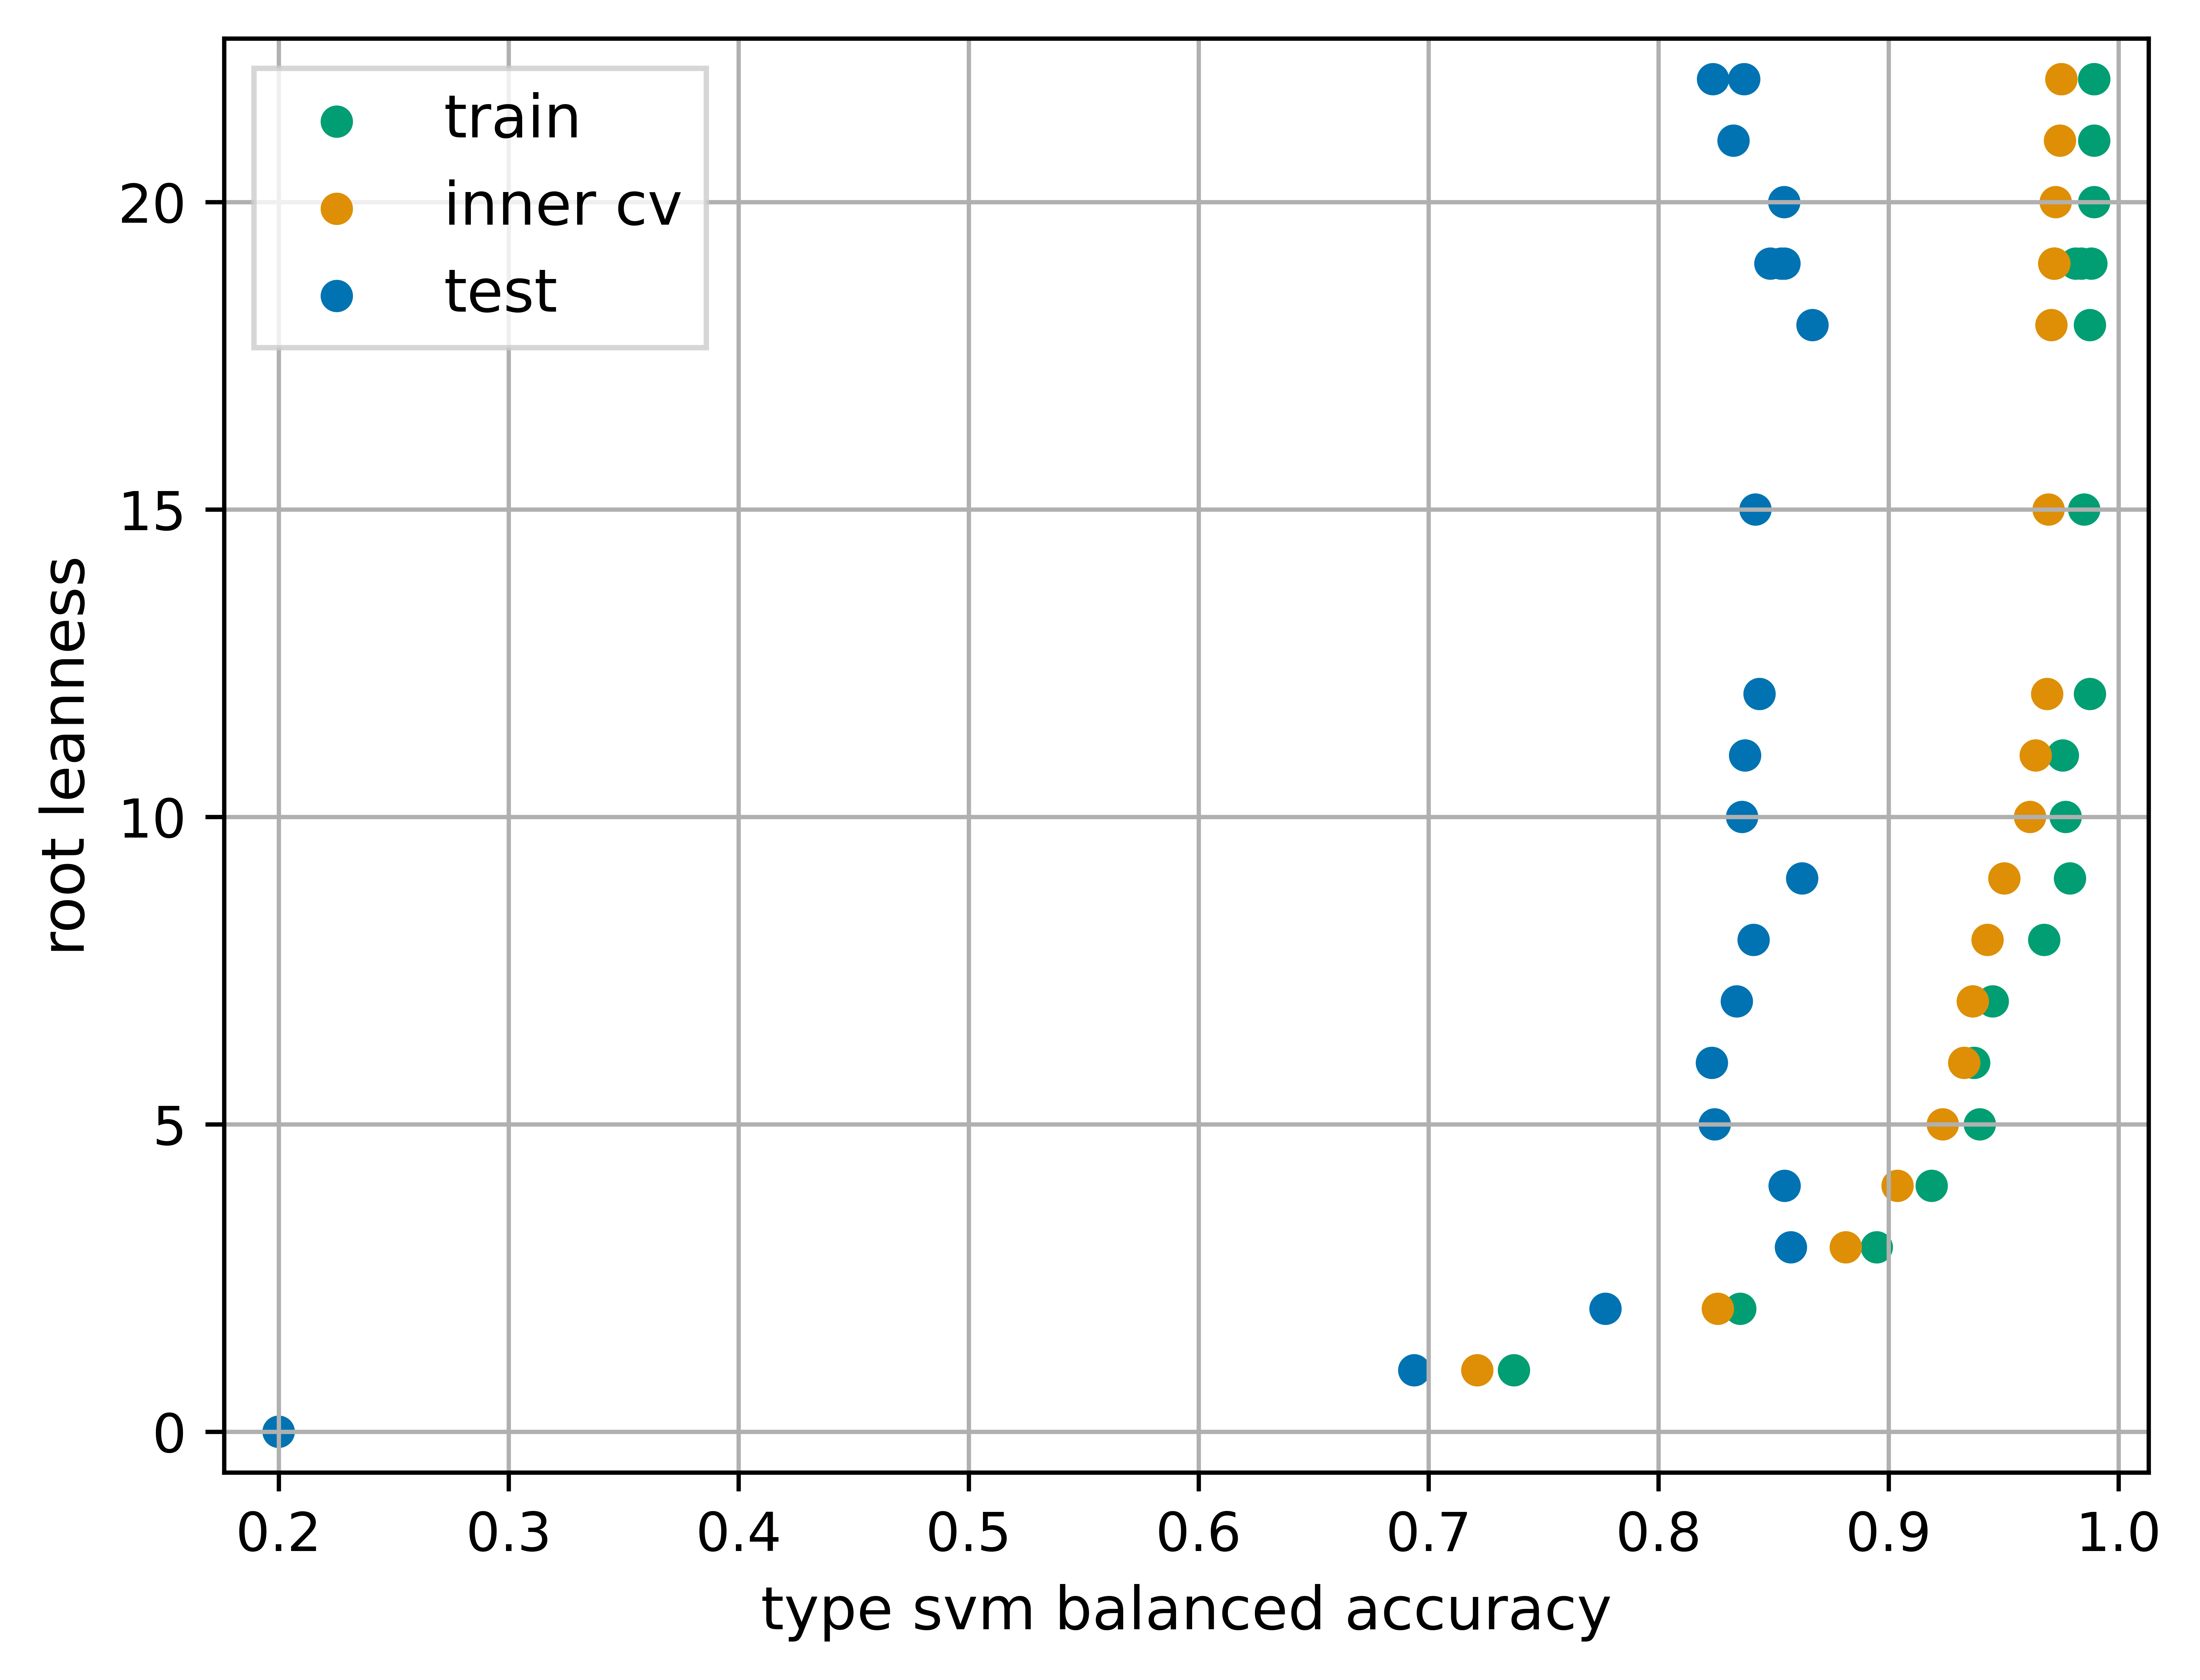 train
inner cv
test
20
15
10
5
0
root leanness
0.2 0.3 0.4 0.5 0.6 0.7 0.8 0.9 1.0
type svm balanced accuracy